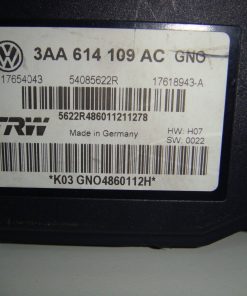 3AA 614 109 AC GNO
17654043 54085622R 17618943-A
TRW Made in Germany HW: H07
5622R486011211278 SW: 0022
*K03 GNO4860112H*